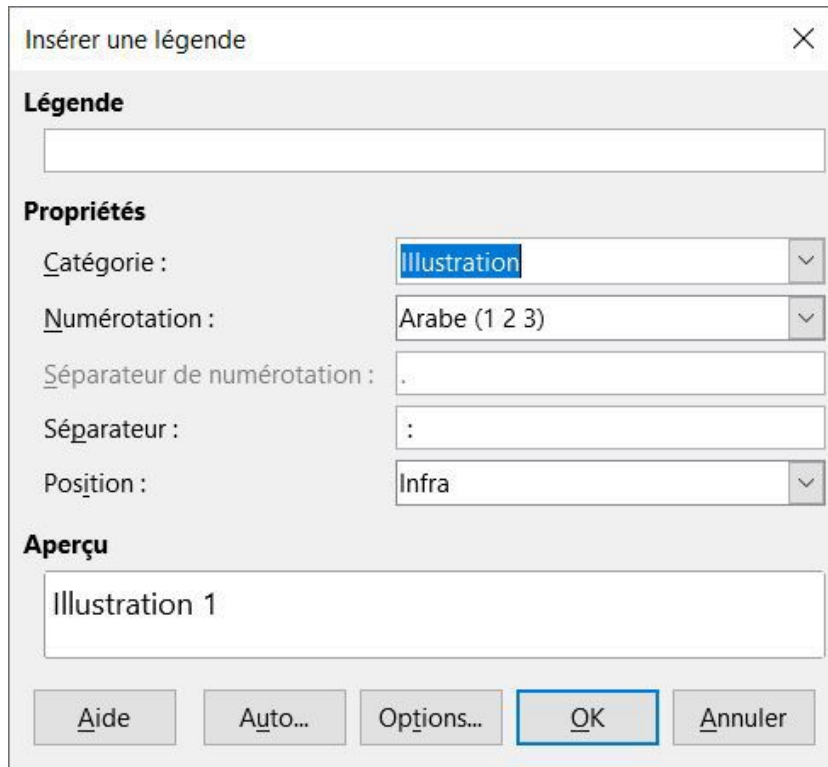 Insérer une légende
Légende
Propriétés
Catégorie : Illustration
Numérotation : Arabe (1 2 3)
Séparateur de numérotation : .
Séparateur : :
Position : Infra
Aperçu
Illustration 1
Aide Auto... Options... OK Annuler